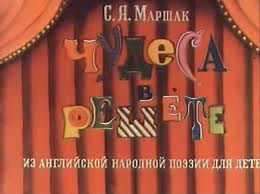 С. Я. МАРШАК
ЧУДЕСА
В
РЕШЕТЕ
ИЗ АНГЛИЙСКОЙ НАРОДНОЙ ПОЭЗИИ ДЛЯ ДЕТЕ